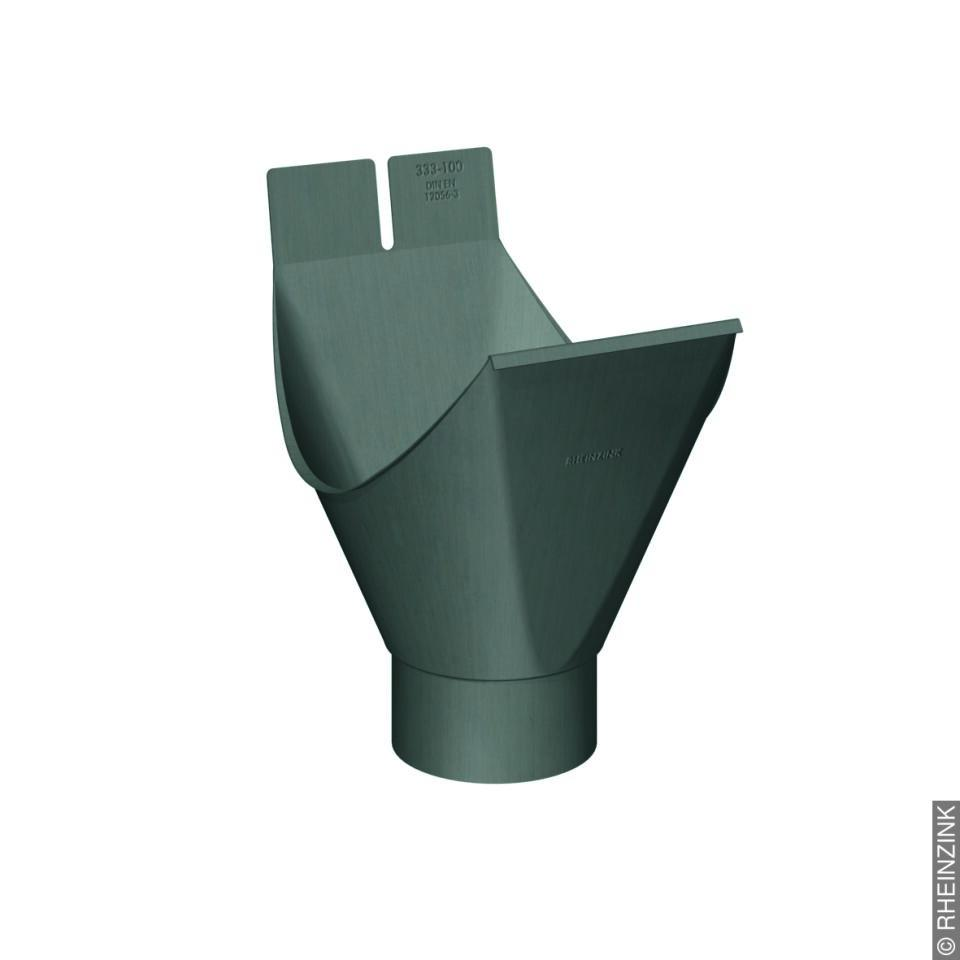 333-100
DIN EN
12056-3
RHEINZINK
© RHEINZINK